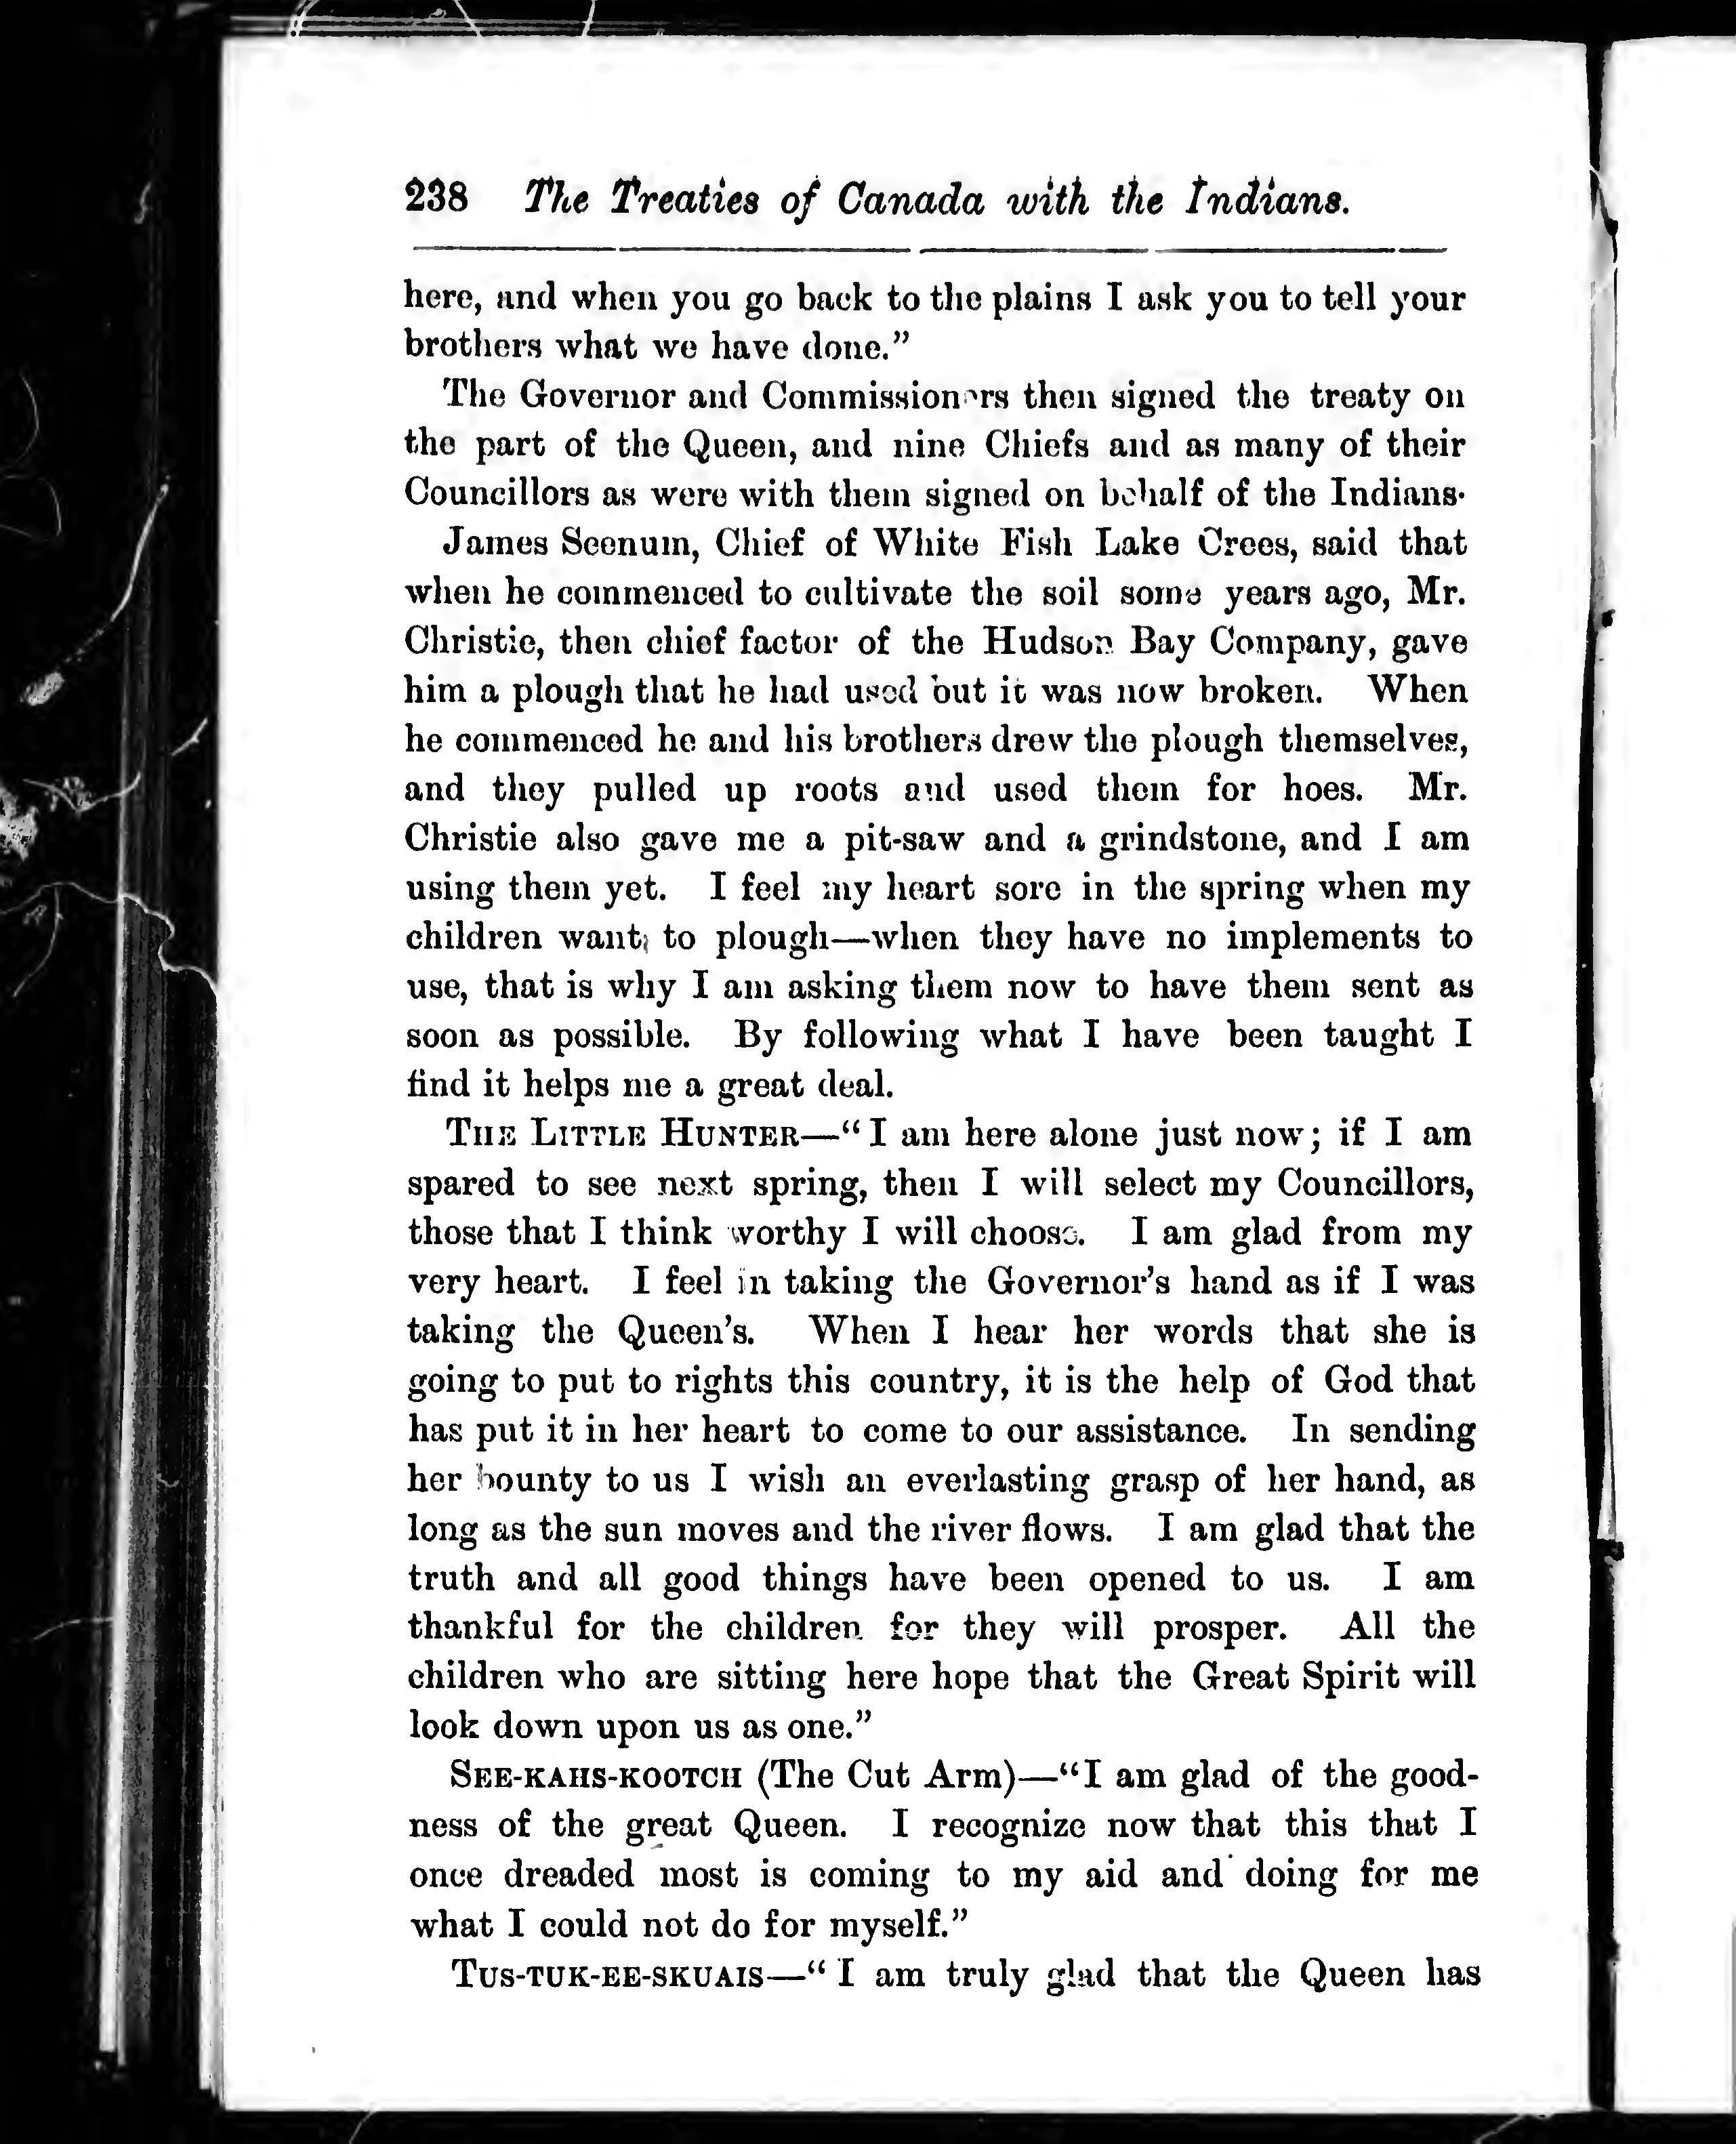 238 The Treaties of Canada with the Indians.
here, and when you go back to the plains I ask you to tell your
brothers what we have done.”
The Governor and Commissioners then signed the treaty on
the part of the Queen, and nine Chiefs and as many of their
Councillors as were with them signed on behalf of the Indians.
James Seenum, Chief of White Fish Lake Crees, said that
when he commenced to cultivate the soil some years ago, Mr.
Christie, then chief factor of the Hudson Bay Company, gave
him a plough that he had used but it was now broken. When
he commenced he and his brothers drew the plough themselves,
and they pulled up roots and used them for hoes. Mr.
Christie also gave me a pit-saw and a grindstone, and I am
using them yet. I feel my heart sore in the spring when my
children want to plough—when they have no implements to
use, that is why I am asking them now to have them sent as
soon as possible. By following what I have been taught I
find it helps me a great deal.
THE LITTLE HUNTER—“I am here alone just now; if I am
spared to see next spring, then I will select my Councillors,
those that I think worthy I will choose. I am glad from my
very heart. I feel in taking the Governor’s hand as if I was
taking the Queen’s. When I hear her words that she is
going to put to rights this country, it is the help of God that
has put it in her heart to come to our assistance. In sending
her bounty to us I wish an everlasting grasp of her hand, as
long as the sun moves and the river flows. I am glad that the
truth and all good things have been opened to us. I am
thankful for the children for they will prosper. All the
children who are sitting here hope that the Great Spirit will
look down upon us as one.”
SEE-KAHS-KOOTCH (The Cut Arm)—“I am glad of the good-
ness of the great Queen. I recognize now that this that I
once dreaded most is coming to my aid and doing for me
what I could not do for myself.”
TUS-TUK-EE-SKUAIS—“I am truly glad that the Queen has